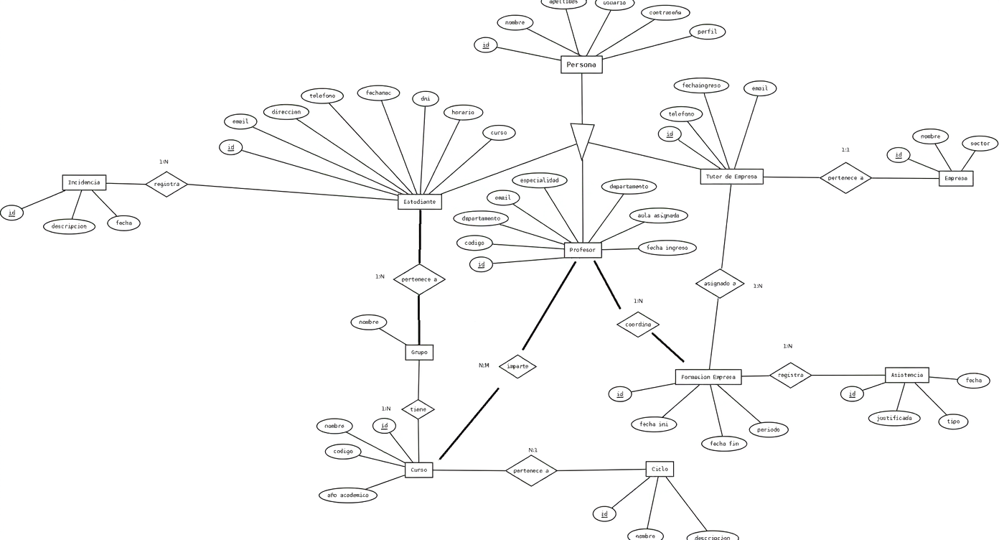 apellidos
usuario
contraseña
nombre
perfil
id
Persona
fechaingreso
email
telefono
fechanac
dni
direccion
horario
email
curso
id
telefono
id
nombre
sector
id
1:1
1:N
Incidencia
registra
Estudiante
Tutor de Empresa
pertenece a
Empresa
id
descripcion
fecha
especialidad
departamento
email
departamento
aula asignada
codigo
Profesor
fecha ingreso
id
1:N
pertenece a
asignado a
1:N
1:N
coordina
nombre
Grupo
N:M
imparte
1:N
Formacion Empresa
registra
Asistencia
fecha
id
id
justificada
tipo
fecha ini
periodo
fecha fin
1:N
tiene
nombre
id
codigo
N:1
Curso
pertenece a
Ciclo
año academico
id
nombre
descripcion